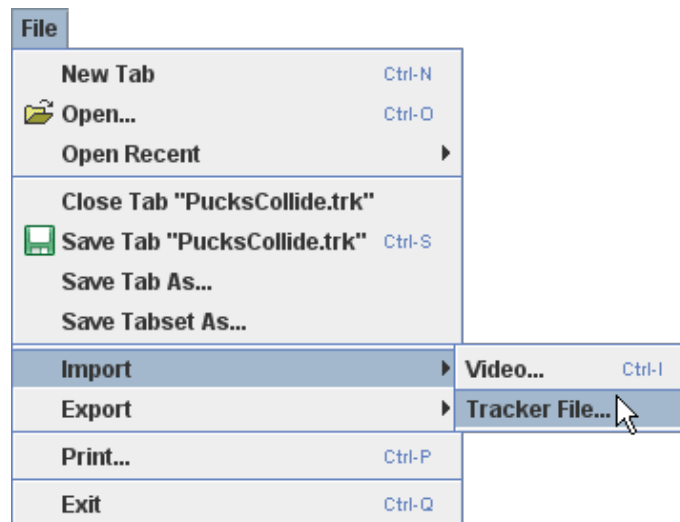 File
New Tab Ctrl-N
Open... Ctrl-O
Open Recent
Close Tab "PucksCollide.trk"
Save Tab "PucksCollide.trk" Ctrl-S
Save Tab As...
Save Tabset As...
Import Video... Ctrl-I
Export Tracker File...
Print... Ctrl-P
Exit Ctrl-Q